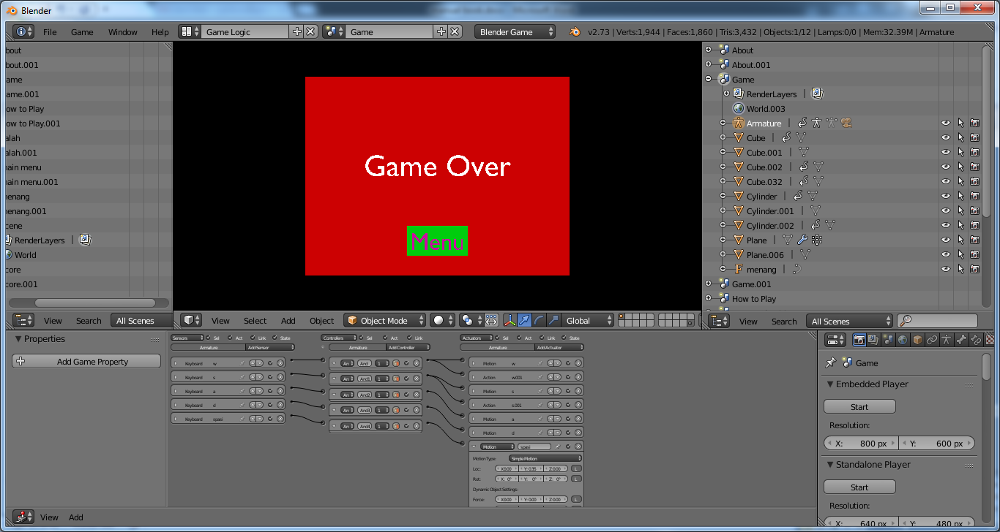 Blender
File Game Window Help Game Logic Game Blender Game v2.73 | Verts:1,944 | Faces:1,860 | Tris:3,432 | Objects:1/12 | Lamps:0/0 | Mem:32.39M | Armature
bout
bout.001
ame
ame.001
ow to Play
ow to Play.001
alah
alah.001
ain menu
ain menu.001
enang
enang.001
cene
RenderLayers
World
core
core.001
View Search All Scenes
Game Over
Menu
View Select Add Object Object Mode Global
About
About.001
Game
RenderLayers
World.003
Armature
Cube
Cube.001
Cube.002
Cube.032
Cylinder
Cylinder.001
Cylinder.002
Plane
Plane.006
menang
Game.001
How to Play
View Search All Scenes
Properties
Add Game Property
Sensors Sel Act Link State
Armature Add Sensor
Keyboard w
Keyboard s
Keyboard a
Keyboard d
Keyboard spasi
Controllers Sel Act Link
Armature Add Controller
An And 1
An And1 1
An And2 1
An And3 1
An And4 1
Actuators Sel Act Link State
Armature Add Actuator
Motion w
Action w.001
Motion s
Action s.001
Motion a
Motion d
Motion spasi
Motion Type: Simple Motion
Loc: X:0.00 Y: 0.35 Z:0.00 L
Rot: X: 0° Y: 0° Z: 0° L
Dynamic Object Settings:
Force: X:0.00 Y: 0.00 Z:0.00 L
View Add
Game
Embedded Player
Start
Resolution:
X: 800 px Y: 600 px
Standalone Player
Start
Resolution:
X: 640 px Y: 480 px